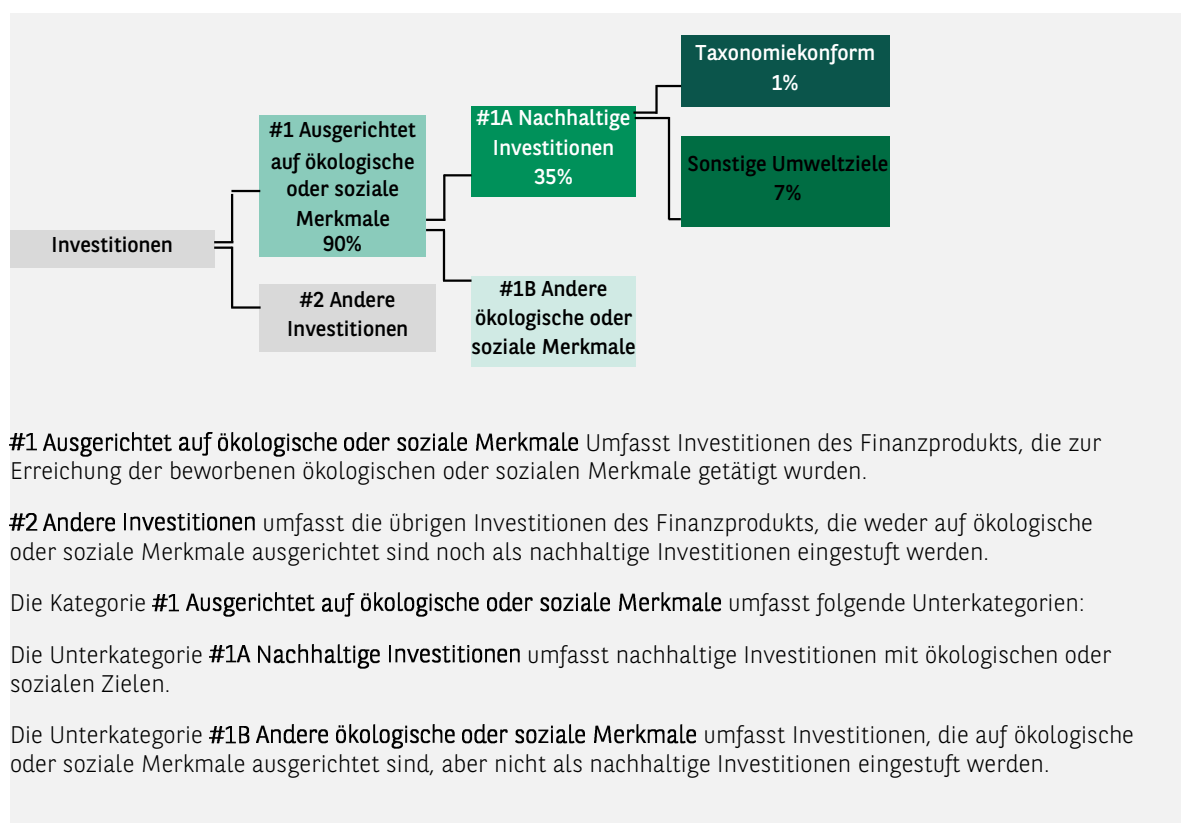 Investitionen
#1 Ausgerichtet
auf ökologische
oder soziale
Merkmale
90%
#2 Andere
Investitionen
#1A Nachhaltige
Investitionen
35%
#1B Andere
ökologische oder
soziale Merkmale
Taxonomiekonform
1%
Sonstige Umweltziele
7%
#1 Ausgerichtet auf ökologische oder soziale Merkmale Umfasst Investitionen des Finanzprodukts, die zur
Erreichung der beworbenen ökologischen oder sozialen Merkmale getätigt wurden.
#2 Andere Investitionen umfasst die übrigen Investitionen des Finanzprodukts, die weder auf ökologische
oder soziale Merkmale ausgerichtet sind noch als nachhaltige Investitionen eingestuft werden.
Die Kategorie #1 Ausgerichtet auf ökologische oder soziale Merkmale umfasst folgende Unterkategorien:
Die Unterkategorie #1A Nachhaltige Investitionen umfasst nachhaltige Investitionen mit ökologischen oder
sozialen Zielen.
Die Unterkategorie #1B Andere ökologische oder soziale Merkmale umfasst Investitionen, die auf ökologische
oder soziale Merkmale ausgerichtet sind, aber nicht als nachhaltige Investitionen eingestuft werden.